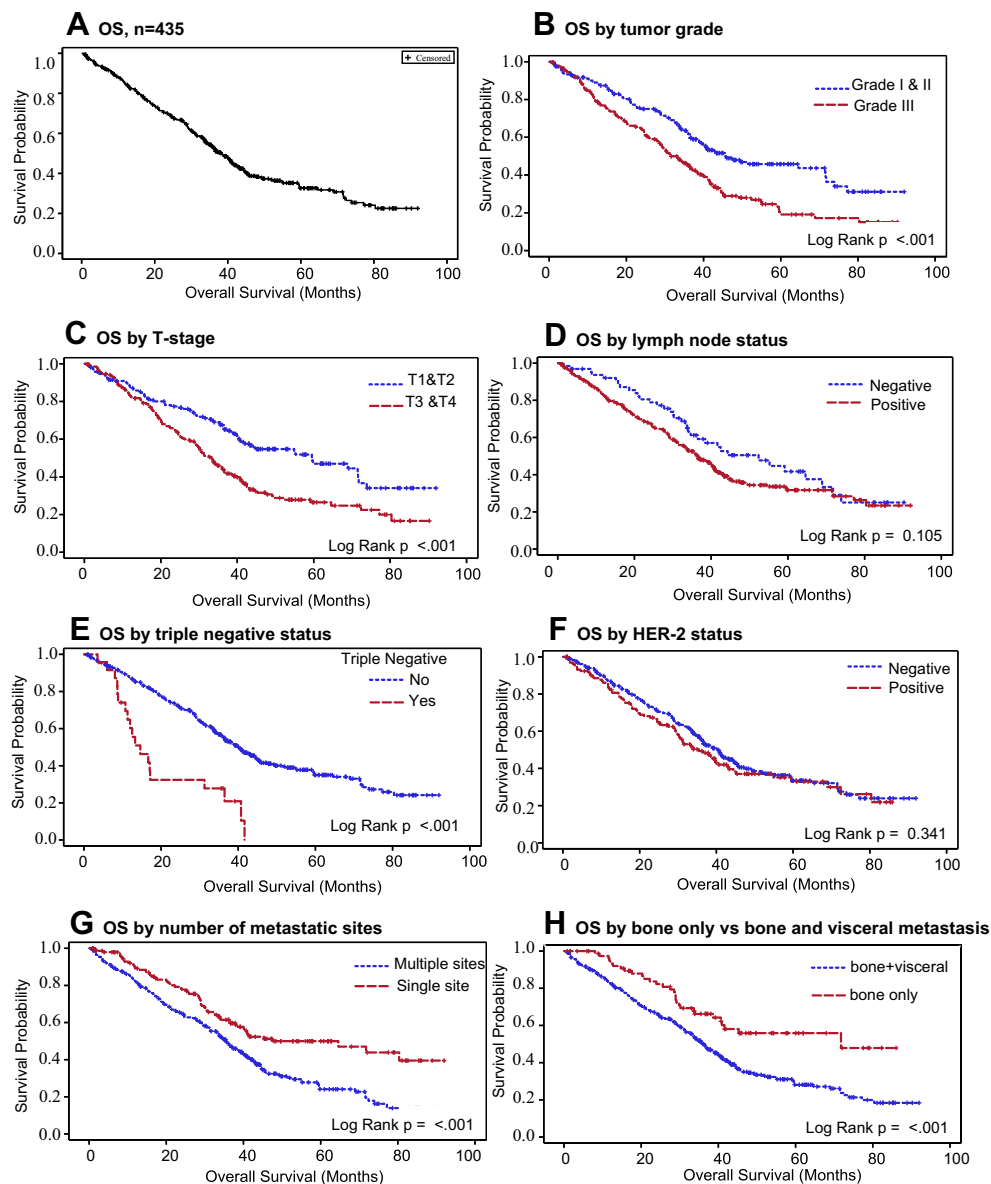 A OS, n=435
+ Censored
Survival Probability
1.0
0.8
0.6
0.4
0.2
0.0
0 20 40 60 80 100
Overall Survival (Months)
B OS by tumor grade
Grade I & II
Grade III
Survival Probability
1.0
0.8
0.6
0.4
0.2
0.0
Log Rank p <.001
0 20 40 60 80 100
Overall Survival (Months)
C OS by T-stage
T1&T2
T3 &T4
Survival Probability
1.0
0.8
0.6
0.4
0.2
0.0
Log Rank p <.001
0 20 40 60 80 100
Overall Survival (Months)
D OS by lymph node status
Negative
Positive
Survival Probability
1.0
0.8
0.6
0.4
0.2
0.0
Log Rank p = 0.105
0 20 40 60 80 100
Overall Survival (Months)
E OS by triple negative status
Triple Negative
No
Yes
Survival Probability
1.0
0.8
0.6
0.4
0.2
0.0
Log Rank p <.001
0 20 40 60 80 100
Overall Survival (Months)
F OS by HER-2 status
Negative
Positive
Survival Probability
1.0
0.8
0.6
0.4
0.2
0.0
Log Rank p = 0.341
0 20 40 60 80 100
Overall Survival (Months)
G OS by number of metastatic sites
Multiple sites
Single site
Survival Probability
1.0
0.8
0.6
0.4
0.2
0.0
Log Rank p = <.001
0 20 40 60 80 100
Overall Survival (Months)
H OS by bone only vs bone and visceral metastasis
bone+visceral
bone only
Survival Probability
1.0
0.8
0.6
0.4
0.2
0.0
Log Rank p = <.001
0 20 40 60 80 100
Overall Survival (Months)